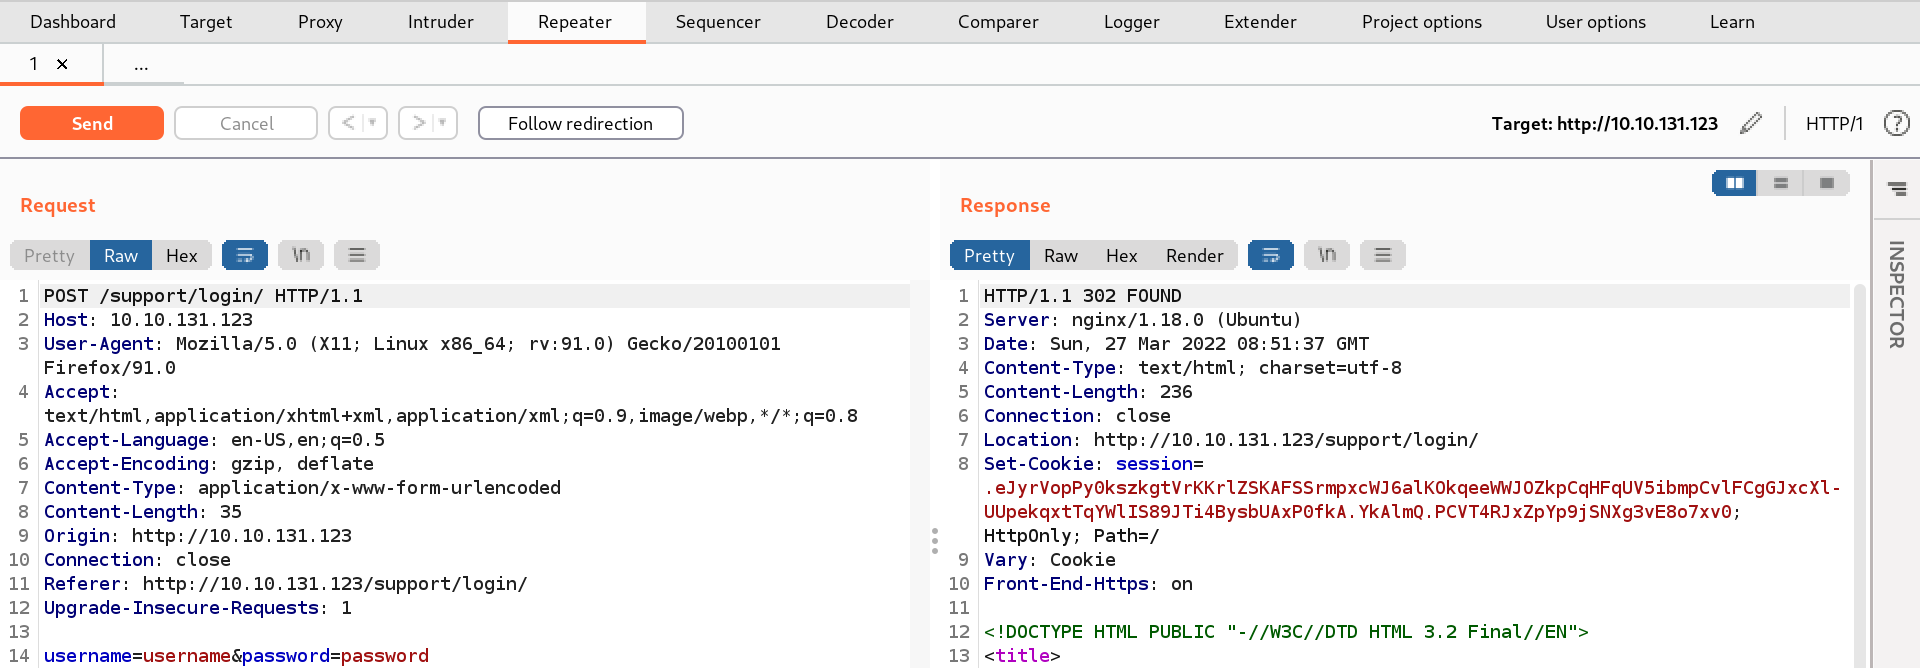 Dashboard Target Proxy Intruder Repeater Sequencer Decoder Comparer Logger Extender Project options User options Learn
1 × ...
Send Cancel < > Follow redirection Target: http://10.10.131.123 HTTP/1 ?
Request
Pretty Raw Hex \n
1 POST /support/login/ HTTP/1.1
2 Host: 10.10.131.123
3 User-Agent: Mozilla/5.0 (X11; Linux x86_64; rv:91.0) Gecko/20100101
Firefox/91.0
4 Accept:
text/html,application/xhtml+xml,application/xml;q=0.9,image/webp,*/*;q=0.8
5 Accept-Language: en-US,en;q=0.5
6 Accept-Encoding: gzip, deflate
7 Content-Type: application/x-www-form-urlencoded
8 Content-Length: 35
9 Origin: http://10.10.131.123
10 Connection: close
11 Referer: http://10.10.131.123/support/login/
12 Upgrade-Insecure-Requests: 1
13
14 username=username&password=password
Response
Pretty Raw Hex Render \n
1 HTTP/1.1 302 FOUND
2 Server: nginx/1.18.0 (Ubuntu)
3 Date: Sun, 27 Mar 2022 08:51:37 GMT
4 Content-Type: text/html; charset=utf-8
5 Content-Length: 236
6 Connection: close
7 Location: http://10.10.131.123/support/login/
8 Set-Cookie: session=
.eJyrVopPy0kszkgtVrKKrlZSKAFSSrmpxcWJ6alKOkqeeWWJOZkpCqHFqUV5ibmpCvlFCgGJxcXl-
UUpekqxtTqYWlIS89JTi4BysbUAxP0fkA.YkAlmQ.PCVT4RJxZpYp9jSNXg3vE8o7xv0;
HttpOnly; Path=/
9 Vary: Cookie
10 Front-End-Https: on
11
12 <!DOCTYPE HTML PUBLIC "-//W3C//DTD HTML 3.2 Final//EN">
13 <title>
INSPECTOR